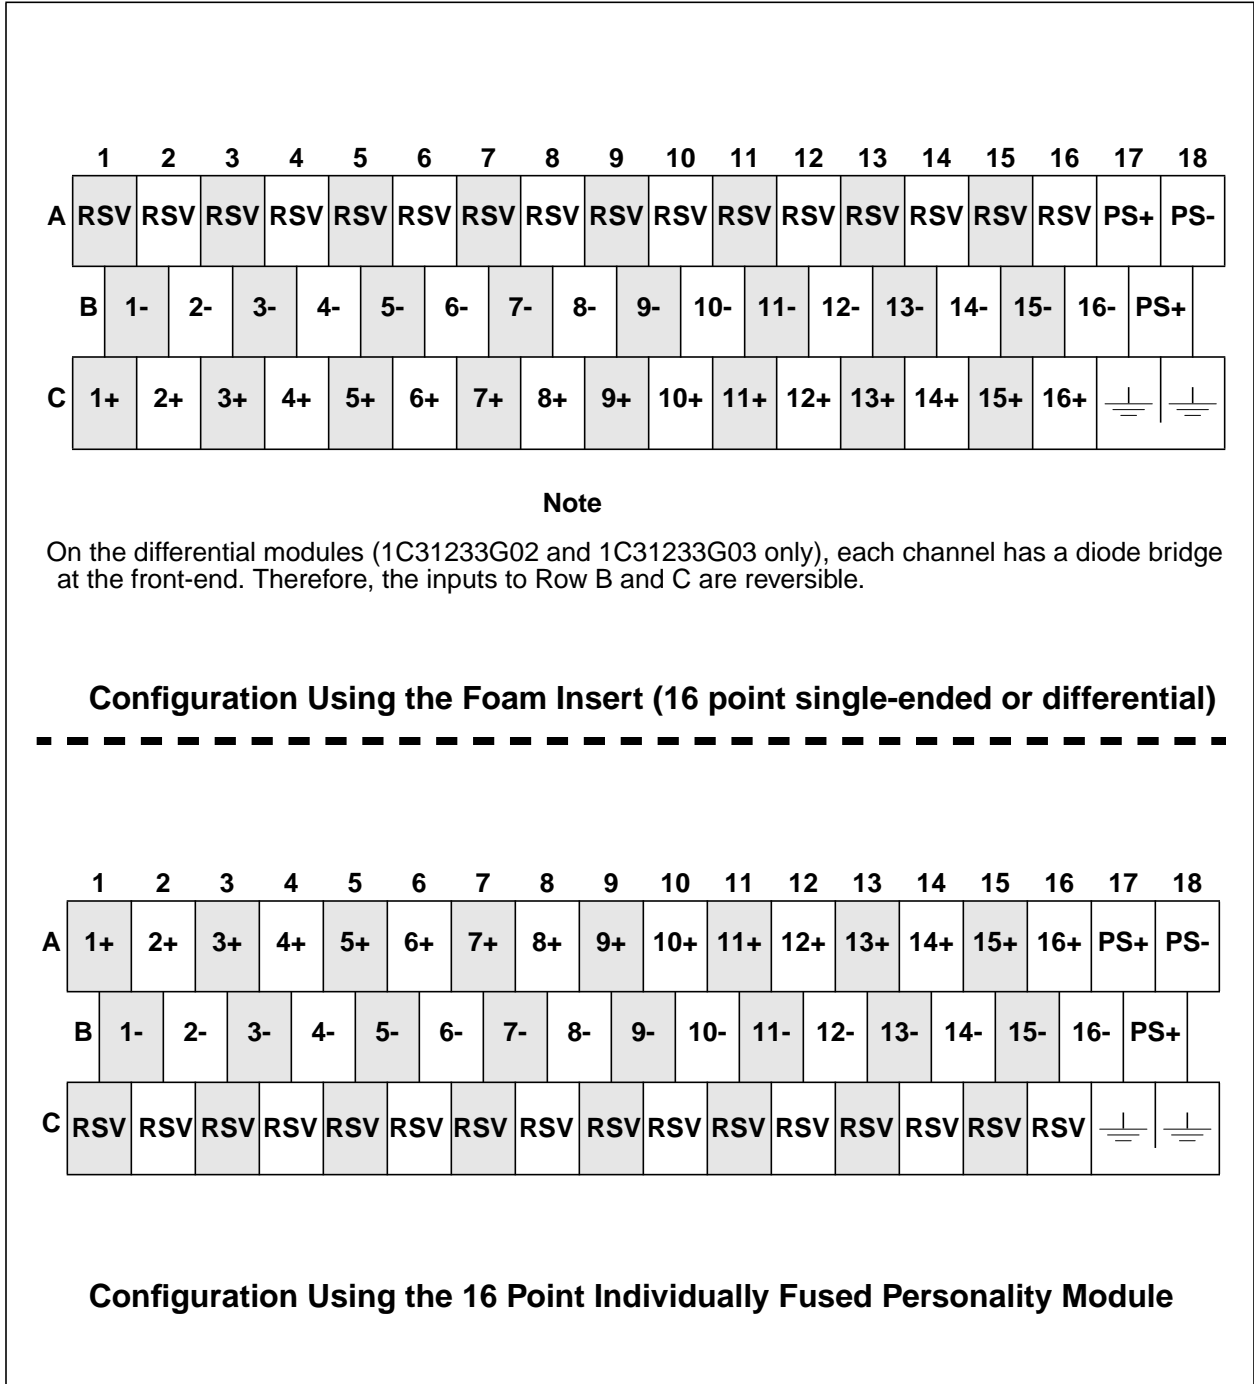 1 2 3 4 5 6 7 8 9 10 11 12 13 14 15 16 17 18
A RSV RSV RSV RSV RSV RSV RSV RSV RSV RSV RSV RSV RSV RSV RSV RSV PS+ PS-
B 1- 2- 3- 4- 5- 6- 7- 8- 9- 10- 11- 12- 13- 14- 15- 16- PS+
C 1+ 2+ 3+ 4+ 5+ 6+ 7+ 8+ 9+ 10+ 11+ 12+ 13+ 14+ 15+ 16+
Note
On the differential modules (1C31233G02 and 1C31233G03 only), each channel has a diode bridge
at the front-end. Therefore, the inputs to Row B and C are reversible.
Configuration Using the Foam Insert (16 point single-ended or differential)
1 2 3 4 5 6 7 8 9 10 11 12 13 14 15 16 17 18
A 1+ 2+ 3+ 4+ 5+ 6+ 7+ 8+ 9+ 10+ 11+ 12+ 13+ 14+ 15+ 16+ PS+ PS-
B 1- 2- 3- 4- 5- 6- 7- 8- 9- 10- 11- 12- 13- 14- 15- 16- PS+
C RSV RSV RSV RSV RSV RSV RSV RSV RSV RSV RSV RSV RSV RSV RSV RSV
Configuration Using the 16 Point Individually Fused Personality Module